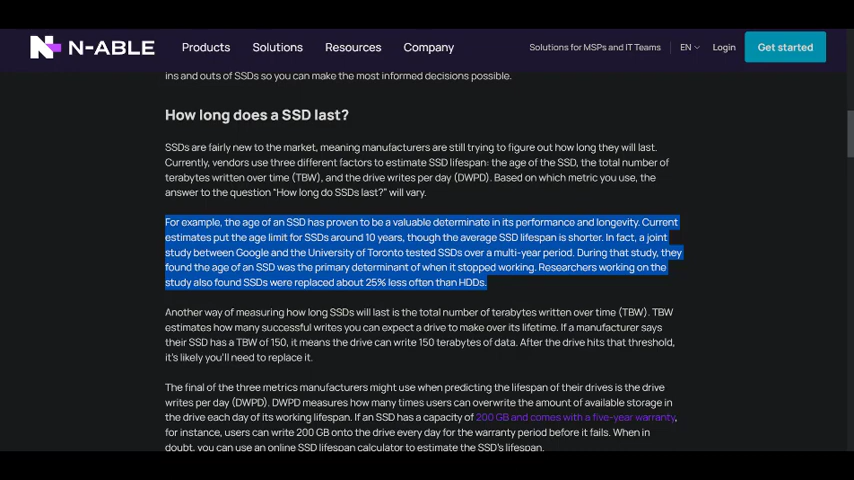 N-ABLE Products Solutions Resources Company Solutions for MSPs and IT Teams EN Login Get started
ins and outs of SSDs so you can make the most informed decisions possible.
How long does a SSD last?
SSDs are fairly new to the market, meaning manufacturers are still trying to figure out how long they will last.
Currently, vendors use three different factors to estimate SSD lifespan: the age of the SSD, the total number of
terabytes written over time (TBW), and the drive writes per day (DWPD). Based on which metric you use, the
answer to the question “How long do SSDs last?” will vary.
For example, the age of an SSD has proven to be a valuable determinate in its performance and longevity. Current
estimates put the age limit for SSDs around 10 years, though the average SSD lifespan is shorter. In fact, a joint
study between Google and the University of Toronto tested SSDs over a multi-year period. During that study, they
found the age of an SSD was the primary determinant of when it stopped working. Researchers working on the
study also found SSDs were replaced about 25% less often than HDDs.
Another way of measuring how long SSDs will last is the total number of terabytes written over time (TBW). TBW
estimates how many successful writes you can expect a drive to make over its lifetime. If a manufacturer says
their SSD has a TBW of 150, it means the drive can write 150 terabytes of data. After the drive hits that threshold,
it’s likely you’ll need to replace it.
The final of the three metrics manufacturers might use when predicting the lifespan of their drives is the drive
writes per day (DWPD). DWPD measures how many times users can overwrite the amount of available storage in
the drive each day of its working lifespan. If an SSD has a capacity of 200 GB and comes with a five-year warranty,
for instance, users can write 200 GB onto the drive every day for the warranty period before it fails. When in
doubt, you can use an online SSD lifespan calculator to estimate the SSD’s lifespan.